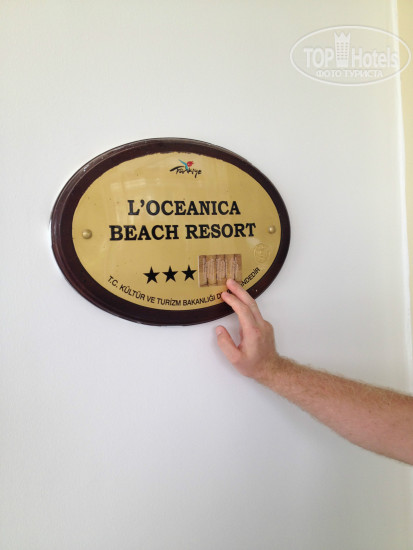 TOP Hotels
ФОТО ТУРИСТА
Türkiye
L'OCEANICA
BEACH RESORT
★★★
T.C. KÜLTÜR VE TURİZM BAKANLIĞI